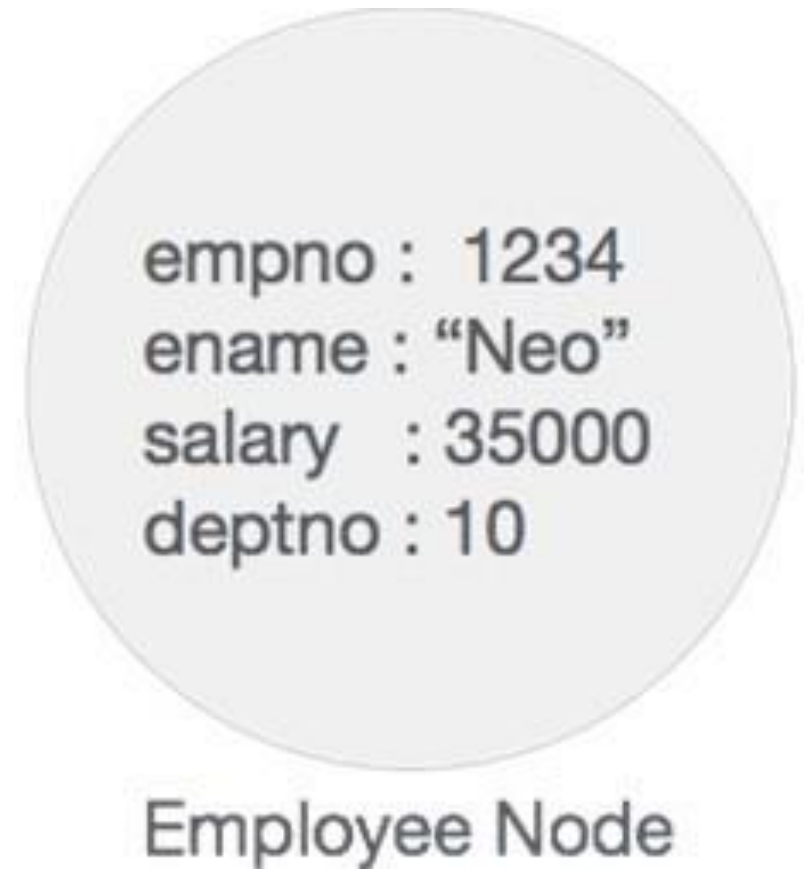 empno :  1234
ename : “Neo”
salary   : 35000
deptno : 10
Employee Node